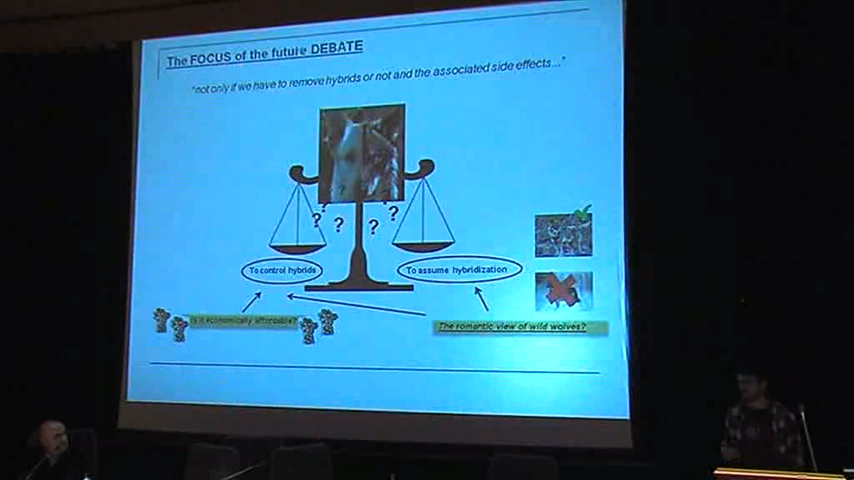 The FOCUS of the future DEBATE
"not only if we have to remove hybrids or not and the associated side effects..."
? ? ? ? ?
To control hybrids
To assume hybridization
Is it economically affordable?
The romantic view of wild wolves?